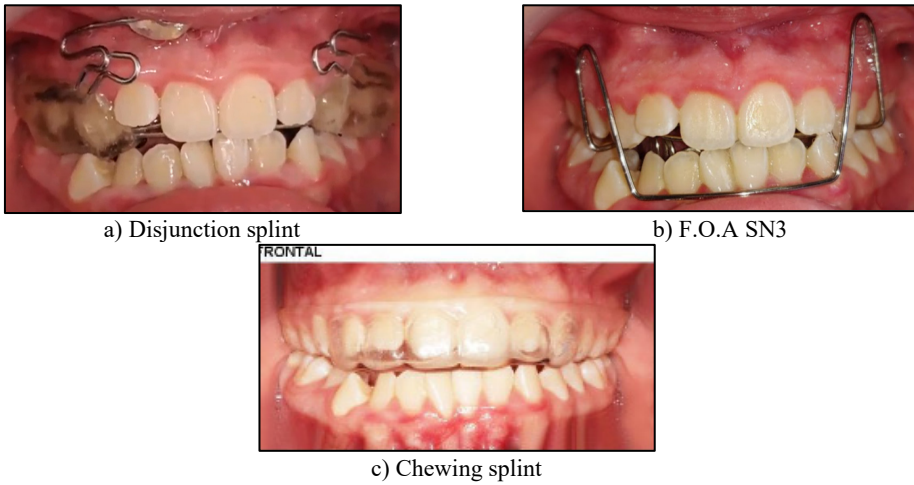 a) Disjunction splint
b) F.O.A SN3
FRONTAL
c) Chewing splint